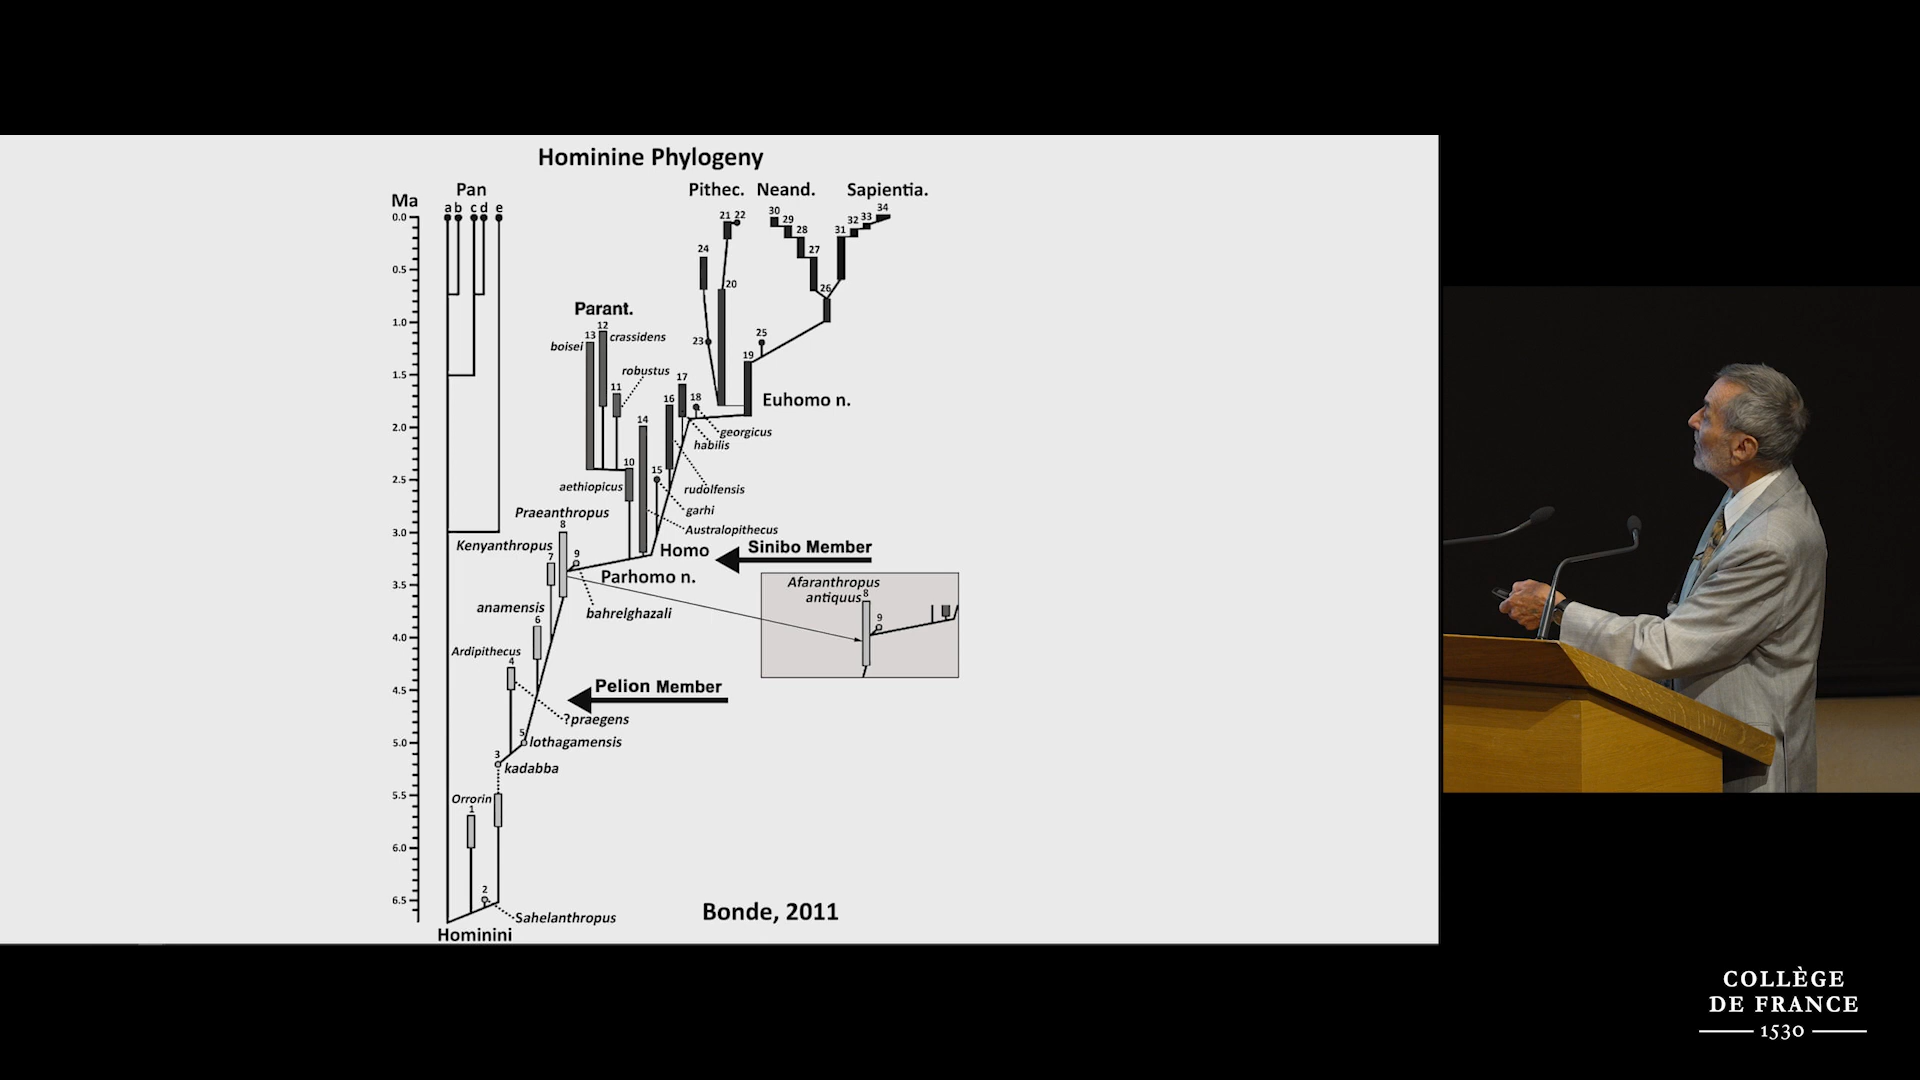 Hominine Phylogeny
Pan
Pithec. Neand. Sapientia.
Ma
a b c d e
0.0
0.5
1.0
1.5
2.0
2.5
3.0
3.5
4.0
4.5
5.0
5.5
6.0
6.5
21 22
30
29
28
27
26
34
33
32
31
24
20
23
25
19
Parant.
12
13
crassidens
boisei
robustus
11
17
16
18
Euhomo n.
14
georgicus
habilis
10
15
aethiopicus
rudolfensis
garhi
Praeanthropus
8
Australopithecus
Kenyanthropus
7
9
Homo
Sinibo Member
Parhomo n.
Afaranthropus
antiquus
8
9
anamensis
6
bahrelghazali
Ardipithecus
4
Pelion Member
?praegens
5
lothagamensis
3
kadabba
Orrorin
1
2
Sahelanthropus
Bonde, 2011
Hominini
COLLÈGE
DE FRANCE
1530